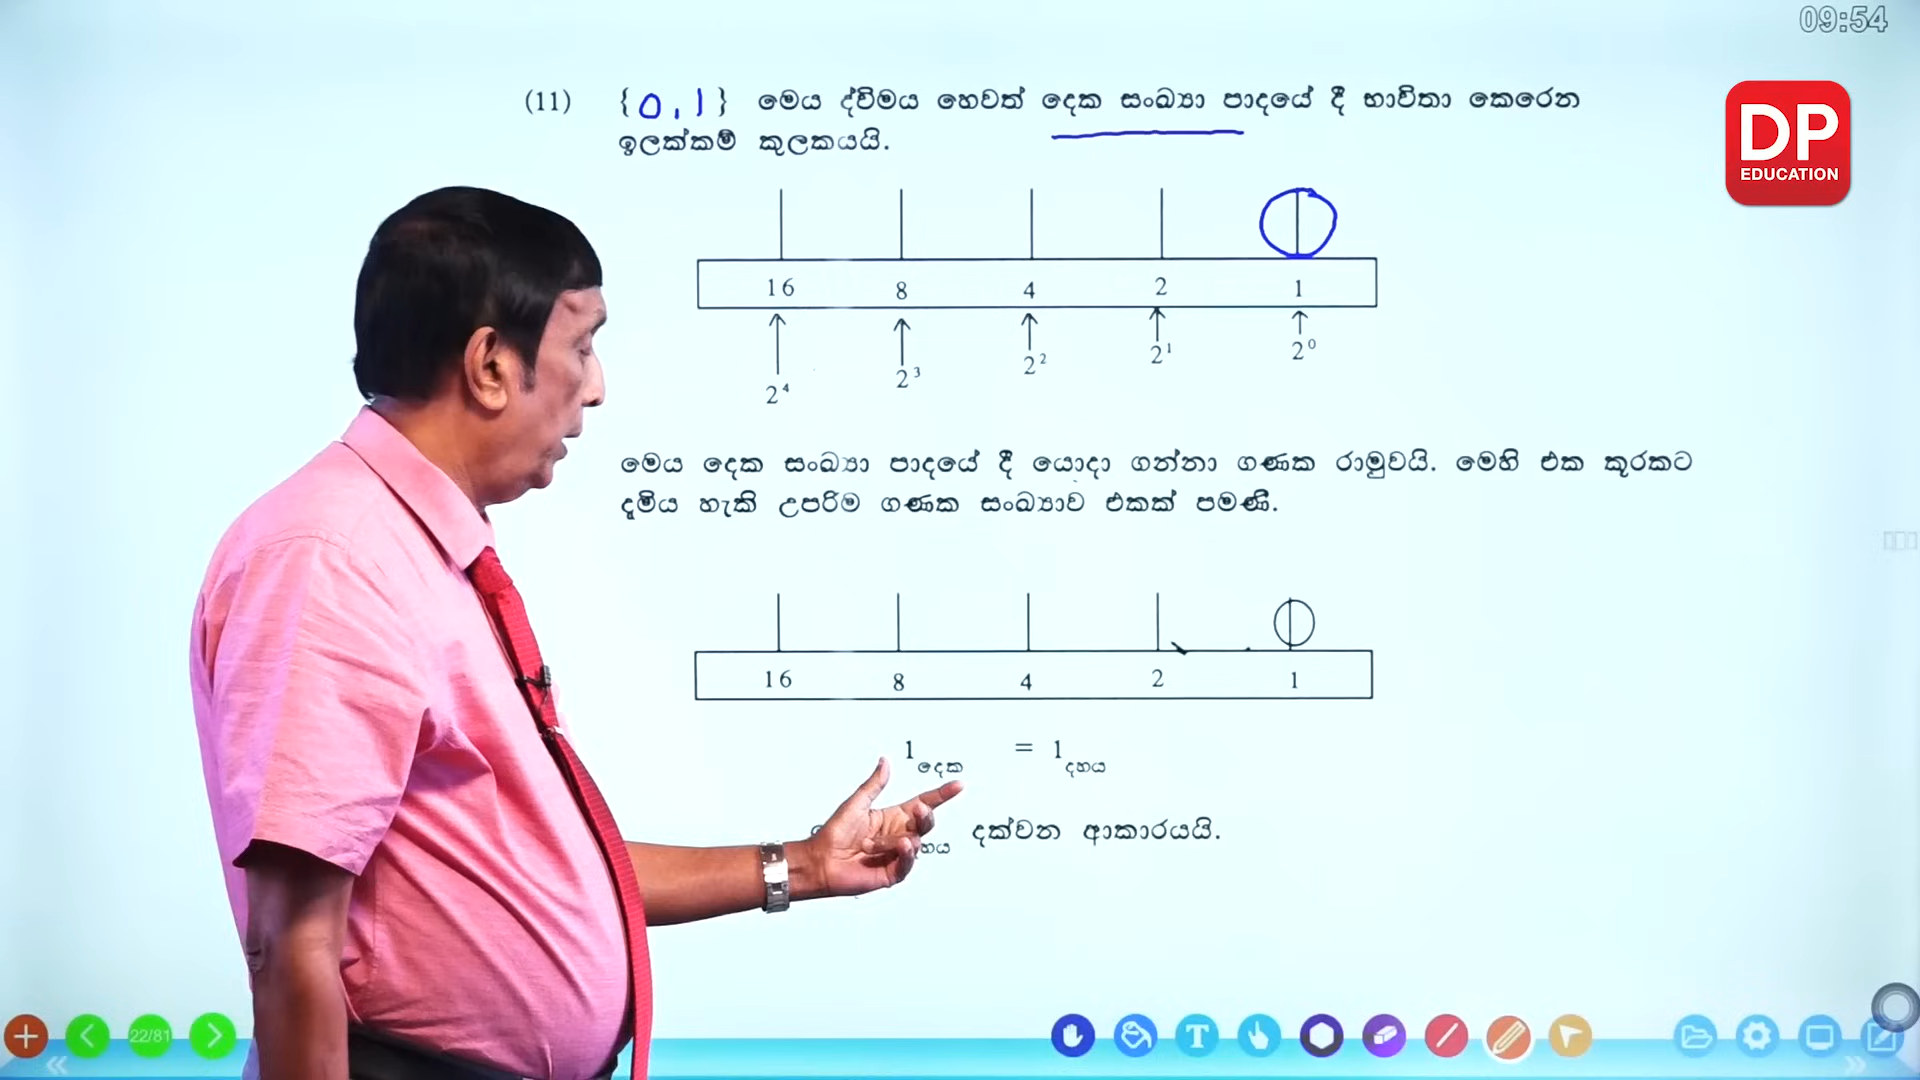 09:54
(11) {0,1} මෙය ද්විමය හෙවත් දෙක සංඛ්‍යා පාදයේ දී භාවිතා කෙරෙන
ඉලක්කම් කුලකයයි.
DP
EDUCATION
16 8 4 2 1
2⁴ 2³ 2² 2¹ 2⁰
මෙය දෙක සංඛ්‍යා පාදයේ දී යොදා ගන්නා ගණක රාමුවයි. මෙහි එක කූරකට
දැමිය හැකි උපරිම ගණක සංඛ්‍යාව එකක් පමණි.
16 8 4 2 1
1දෙක = 1දහය
දක්වන ආකාරයයි.
22/81